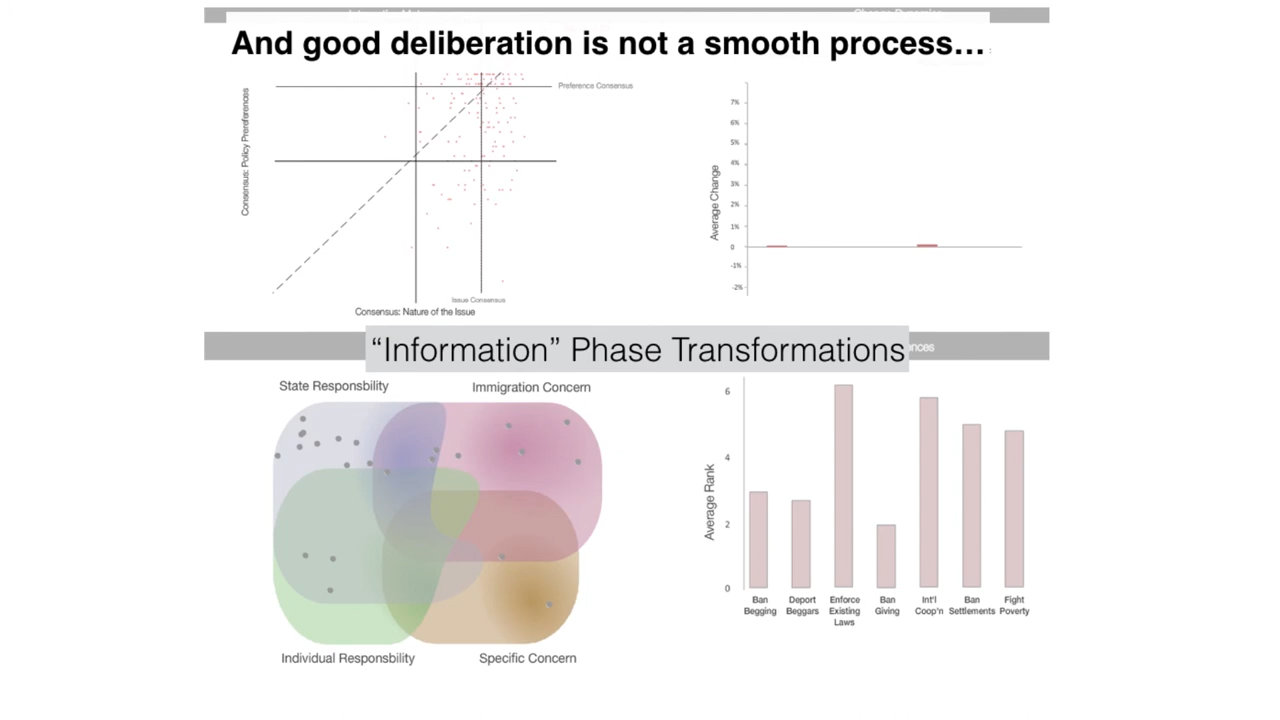 And good deliberation is not a smooth process…
Preference Consensus
Consensus: Policy Prereferences
Issue Consensus
Consensus: Nature of the Issue
7%
6%
5%
4%
3%
2%
1%
0
-1%
-2%
Average Change
“Information” Phase Transformations
State Responsbility
Immigration Concern
Individual Responsbility
Specific Concern
6
4
2
0
Average Rank
Ban Begging
Deport Beggars
Enforce Existing Laws
Ban Giving
Int'l Coop'n
Ban Settlements
Fight Poverty